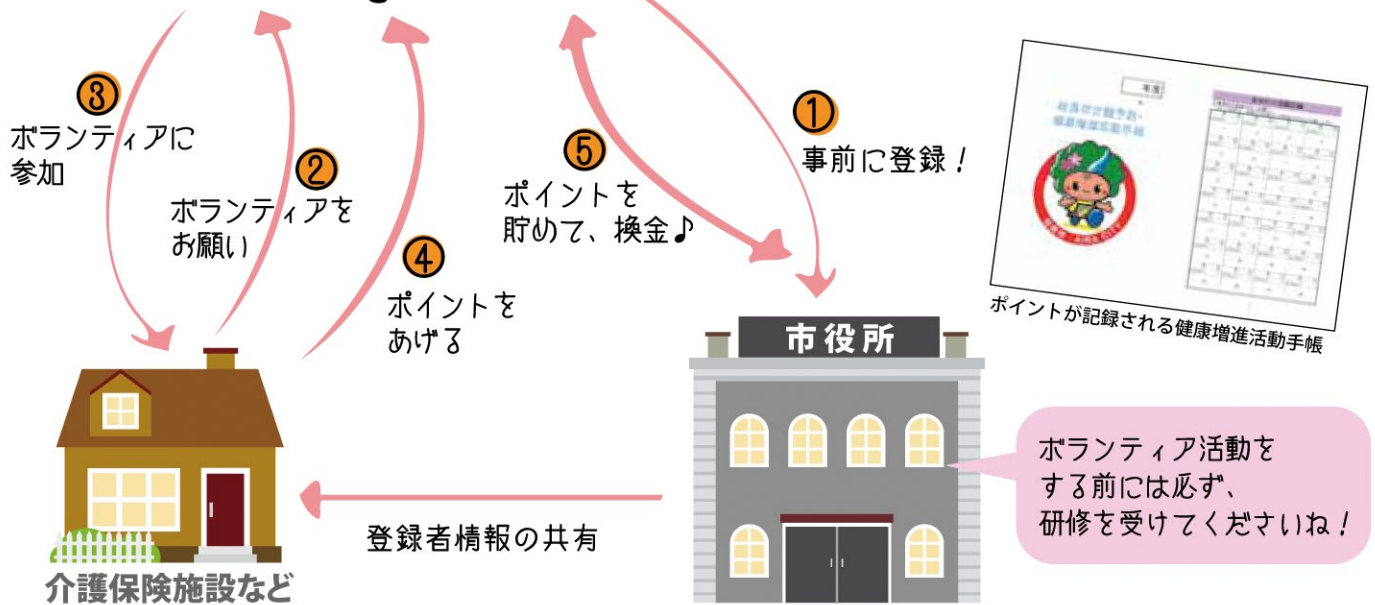 ③
ボランティアに
参加
②
ボランティアを
お願い
④
ポイントを
あげる
⑤
ポイントを
貯めて、換金♪
①
事前に登録！
年度
ポイントが記録される健康増進活動手帳
市役所
ボランティア活動を
する前には必ず、
研修を受けてくださいね！
登録者情報の共有
介護保険施設など